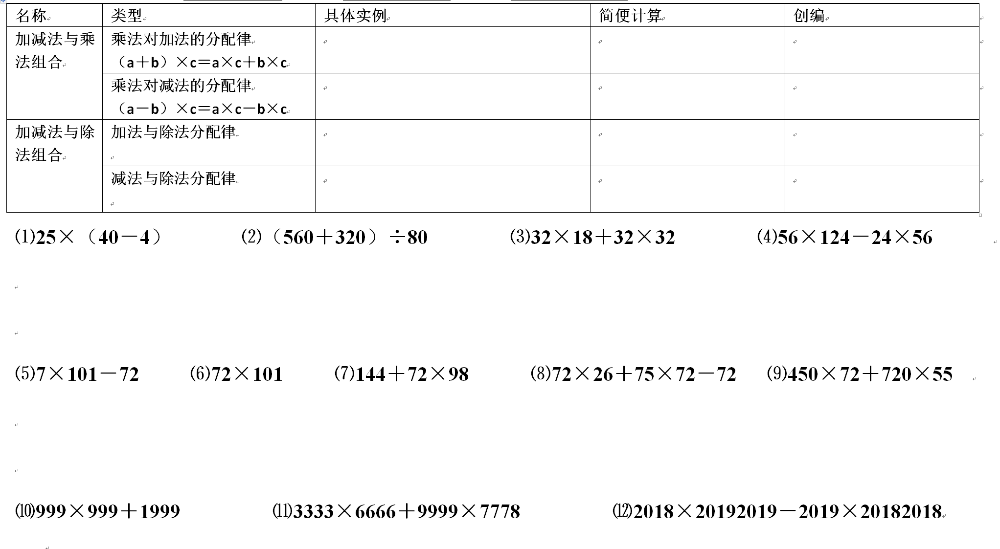 名称 类型 具体实例 简便计算 创编
加减法与乘法组合
乘法对加法的分配律
（a＋b）×c＝a×c＋b×c
乘法对减法的分配律
（a－b）×c＝a×c－b×c
加减法与除法组合
加法与除法分配律
减法与除法分配律
⑴25×（40－4） ⑵（560＋320）÷80 ⑶32×18＋32×32 ⑷56×124－24×56
⑸7×101－72 ⑹72×101 ⑺144＋72×98 ⑻72×26＋75×72－72 ⑼450×72＋720×55
⑽999×999＋1999 ⑾3333×6666＋9999×7778 ⑿2018×20192019－2019×20182018